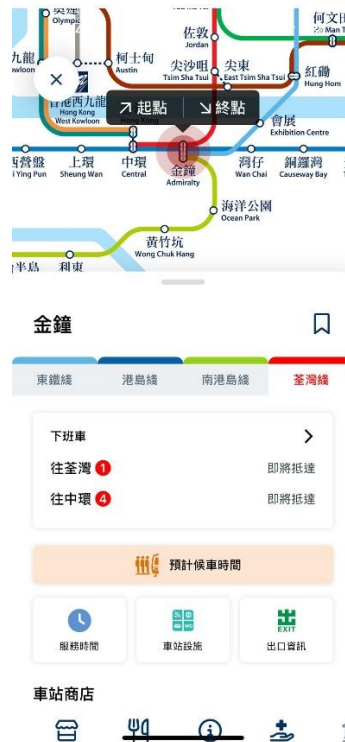 奧運
Olympic
九龍
Kowloon
柯士甸
Austin
佐敦
Jordan
尖沙咀
Tsim Sha Tsui
尖東
East Tsim Sha Tsui
何文田
Ho Man T
紅磡
Hung Hom
香港西九龍
Hong Kong
West Kowloon
起點
終點
會展
Exhibition Centre
西營盤
i Ying Pun
上環
Sheung Wan
中環
Central
金鐘
Admiralty
灣仔
Wan Chai
銅鑼灣
Causeway Bay
海洋公園
Ocean Park
黃竹坑
Wong Chuk Hang
半島
利東
金鐘
東鐵綫
港島綫
南港島綫
荃灣綫
下班車
往荃灣 1 即將抵達
往中環 4 即將抵達
預計候車時間
服務時間
車站設施
EXIT
出口資訊
車站商店